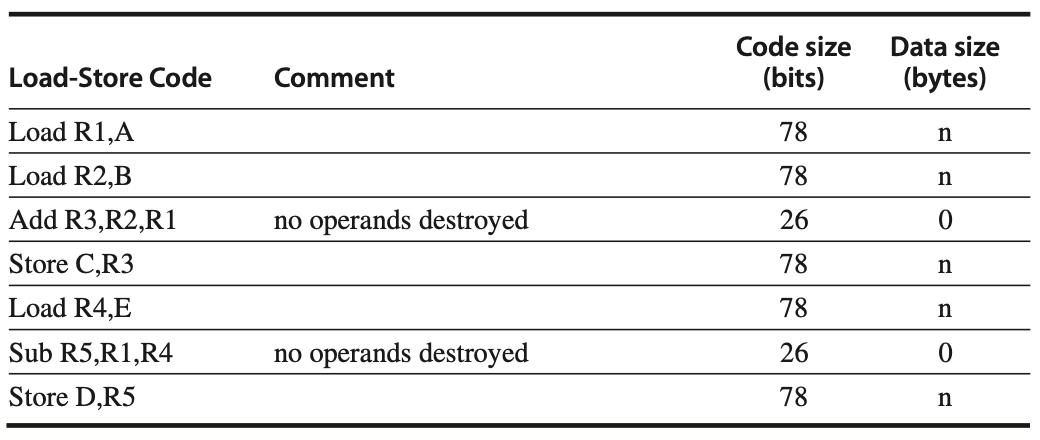 Load-Store Code Comment Code size (bits) Data size (bytes)
Load R1,A 78 n
Load R2,B 78 n
Add R3,R2,R1 no operands destroyed 26 0
Store C,R3 78 n
Load R4,E 78 n
Sub R5,R1,R4 no operands destroyed 26 0
Store D,R5 78 n